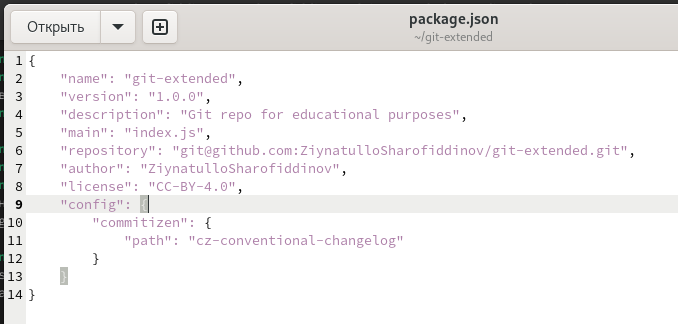 Открыть
package.json
~/git-extended
1 {
2 "name": "git-extended",
3 "version": "1.0.0",
4 "description": "Git repo for educational purposes",
5 "main": "index.js",
6 "repository": "git@github.com:ZiynatulloSharofiddinov/git-extended.git",
7 "author": "ZiynatulloSharofiddinov",
8 "license": "CC-BY-4.0",
9 "config": {
10 "commitizen": {
11 "path": "cz-conventional-changelog"
12 }
13 }
14 }